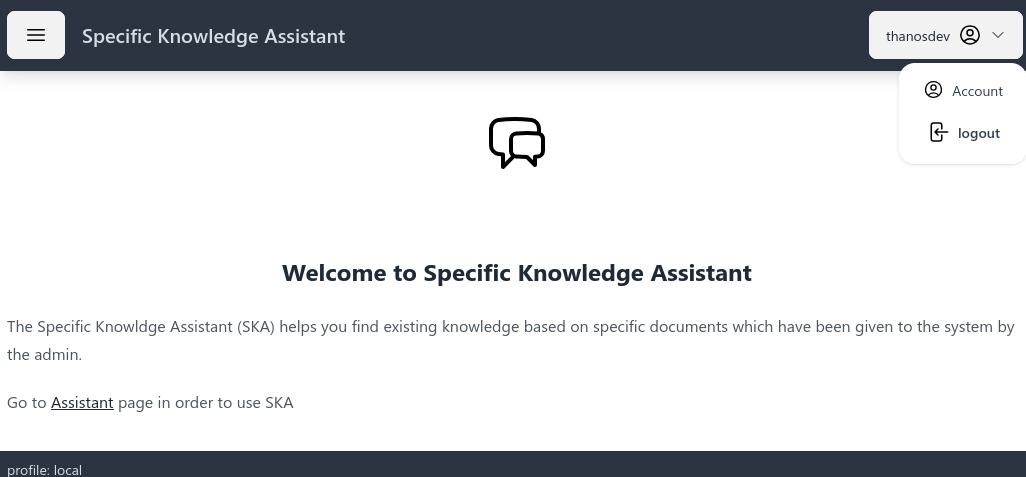 Specific Knowledge Assistant
thanosdev
Account
logout
Welcome to Specific Knowledge Assistant
The Specific Knowldge Assistant (SKA) helps you find existing knowledge based on specific documents which have been given to the system by
the admin.
Go to Assistant page in order to use SKA
profile: local